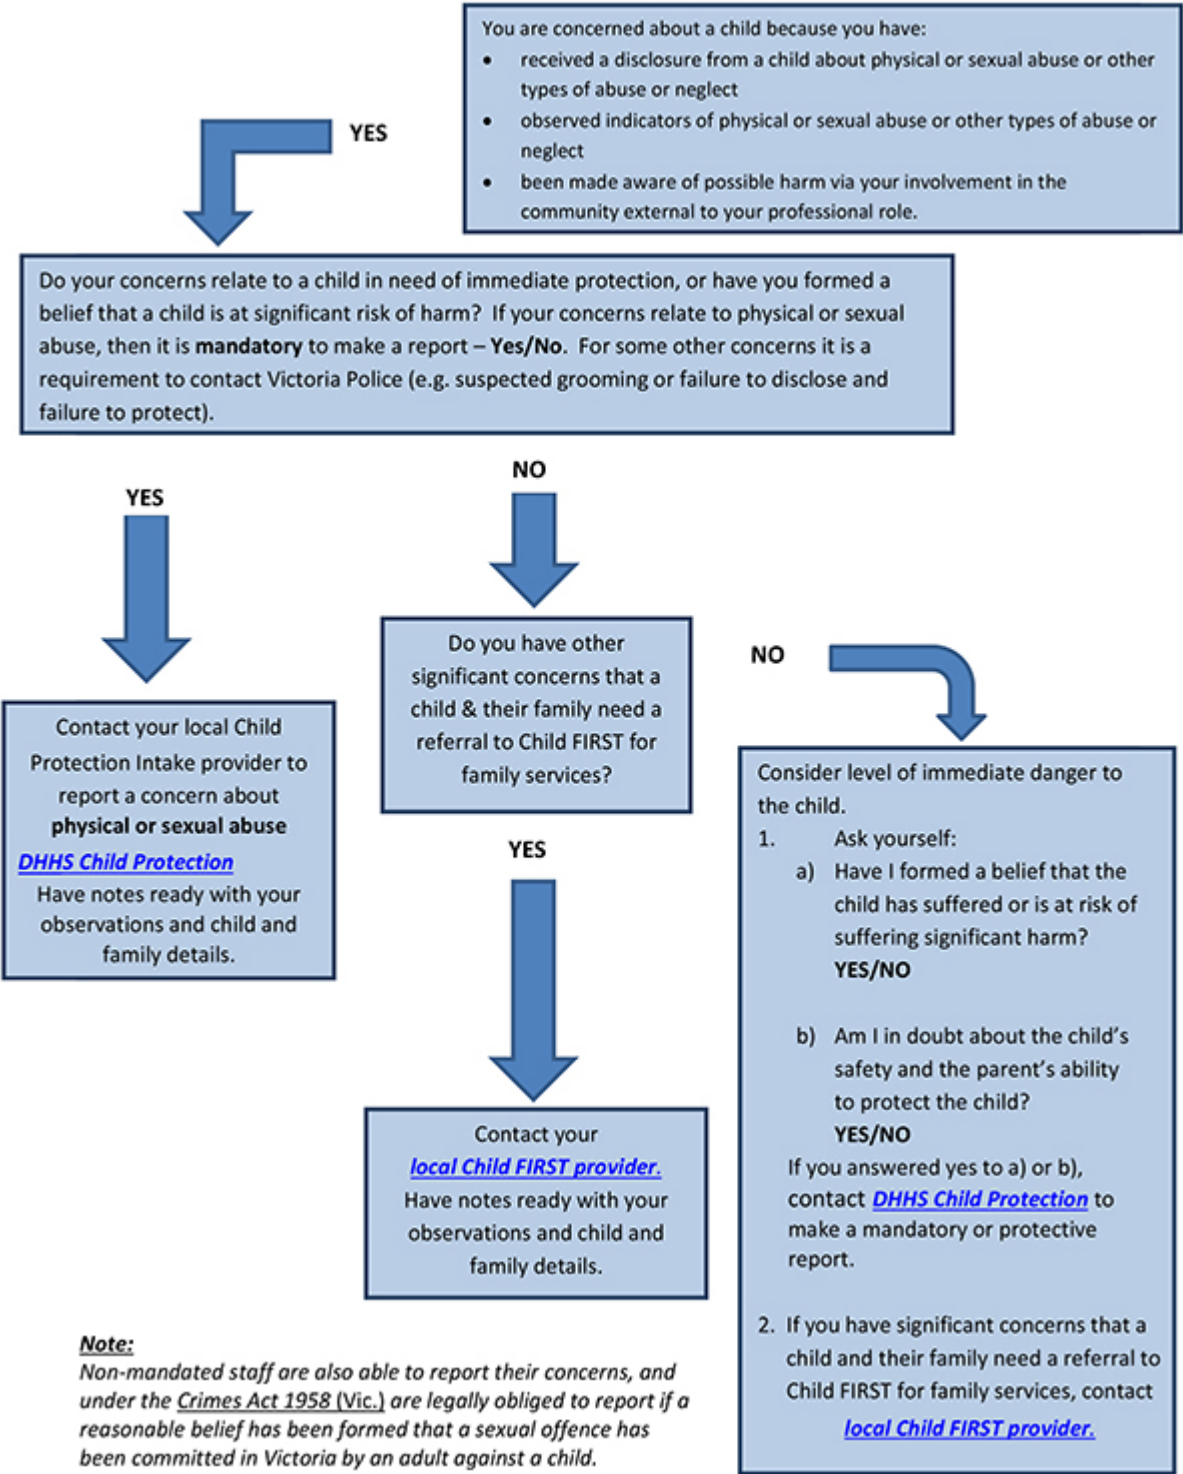 You are concerned about a child because you have:
• received a disclosure from a child about physical or sexual abuse or other
types of abuse or neglect
• observed indicators of physical or sexual abuse or other types of abuse or
neglect
• been made aware of possible harm via your involvement in the
community external to your professional role.
YES
Do your concerns relate to a child in need of immediate protection, or have you formed a
belief that a child is at significant risk of harm? If your concerns relate to physical or sexual
abuse, then it is mandatory to make a report – Yes/No. For some other concerns it is a
requirement to contact Victoria Police (e.g. suspected grooming or failure to disclose and
failure to protect).
YES
Contact your local Child
Protection Intake provider to
report a concern about
physical or sexual abuse
DHHS Child Protection
Have notes ready with your
observations and child and
family details.
NO
Do you have other
significant concerns that a
child & their family need a
referral to Child FIRST for
family services?
YES
Contact your
local Child FIRST provider.
Have notes ready with your
observations and child and
family details.
NO
Consider level of immediate danger to
the child.
1. Ask yourself:
a) Have I formed a belief that the
child has suffered or is at risk of
suffering significant harm?
YES/NO
b) Am I in doubt about the child's
safety and the parent's ability
to protect the child?
YES/NO
If you answered yes to a) or b),
contact DHHS Child Protection to
make a mandatory or protective
report.
2. If you have significant concerns that a
child and their family need a referral to
Child FIRST for family services, contact
local Child FIRST provider.
Note:
Non-mandated staff are also able to report their concerns, and
under the Crimes Act 1958 (Vic.) are legally obliged to report if a
reasonable belief has been formed that a sexual offence has
been committed in Victoria by an adult against a child.